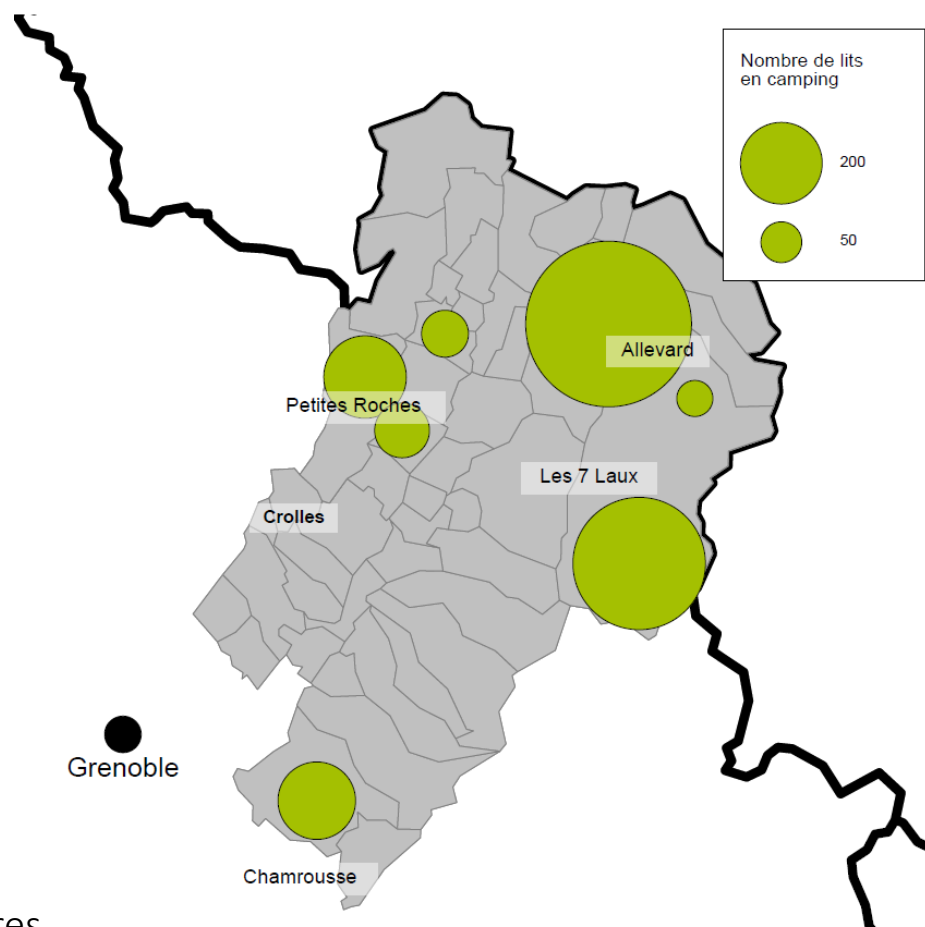 Nombre de lits
en camping
200
50
Allevard
Petites Roches
Les 7 Laux
Crolles
Grenoble
Chamrousse